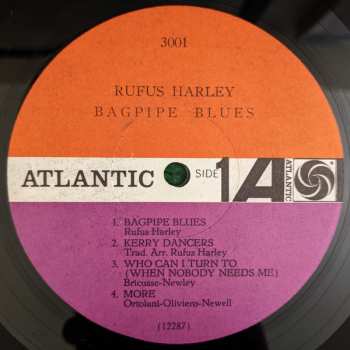 3001
RUFUS HARLEY
BAGPIPE BLUES
ATLANTIC SIDE 1 A ATLANTIC
1. BAGPIPE BLUES
Rufus Harley
2. KERRY DANCERS
Trad. Arr. Rufus Harley
3. WHO CAN I TURN TO
(WHEN NOBODY NEEDS ME)
Bricusse-Newley
4. MORE
Ortolani-Oliviero-Newell
(12287)